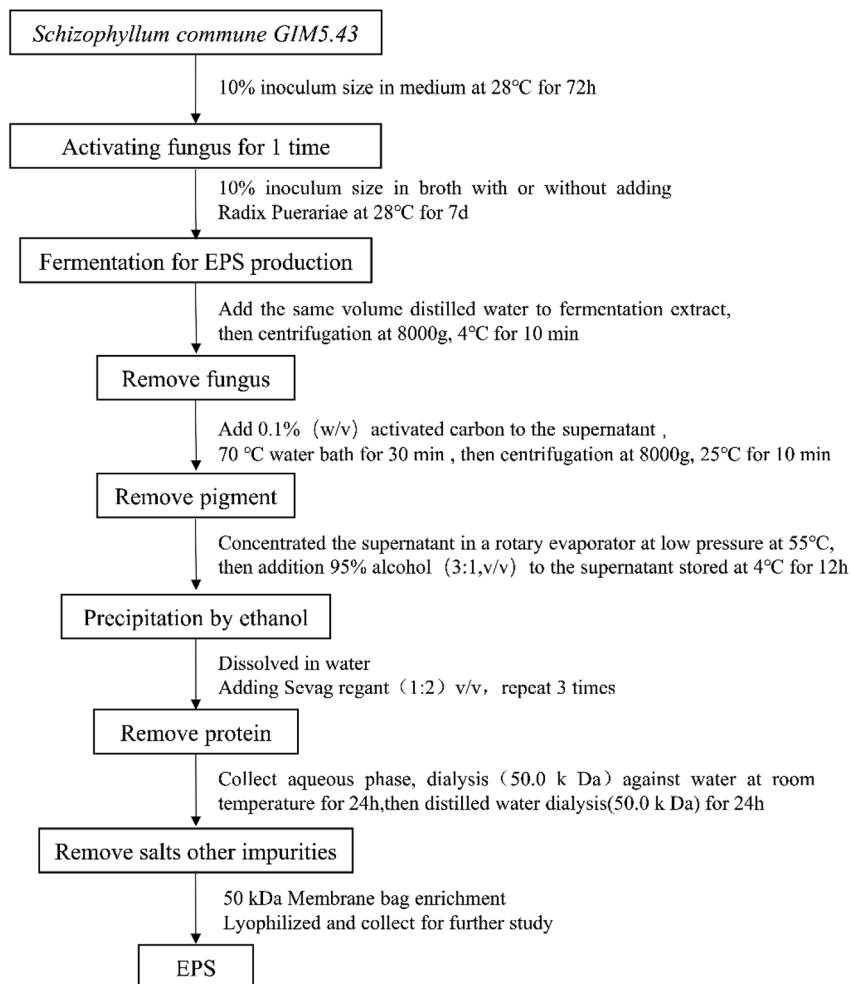 Schizophyllum commune GIM5.43
10% inoculum size in medium at 28℃ for 72h
Activating fungus for 1 time
10% inoculum size in broth with or without adding
Radix Puerariae at 28℃ for 7d
Fermentation for EPS production
Add the same volume distilled water to fermentation extract,
then centrifugation at 8000g, 4℃ for 10 min
Remove fungus
Add 0.1%（w/v）activated carbon to the supernatant ,
70 ℃ water bath for 30 min , then centrifugation at 8000g, 25℃ for 10 min
Remove pigment
Concentrated the supernatant in a rotary evaporator at low pressure at 55℃,
then addition 95% alcohol（3:1,v/v）to the supernatant stored at 4℃ for 12h
Precipitation by ethanol
Dissolved in water
Adding Sevag regant（1:2）v/v，repeat 3 times
Remove protein
Collect aqueous phase, dialysis（50.0 k Da）against water at room
temperature for 24h,then distilled water dialysis(50.0 k Da) for 24h
Remove salts other impurities
50 kDa Membrane bag enrichment
Lyophilized and collect for further study
EPS